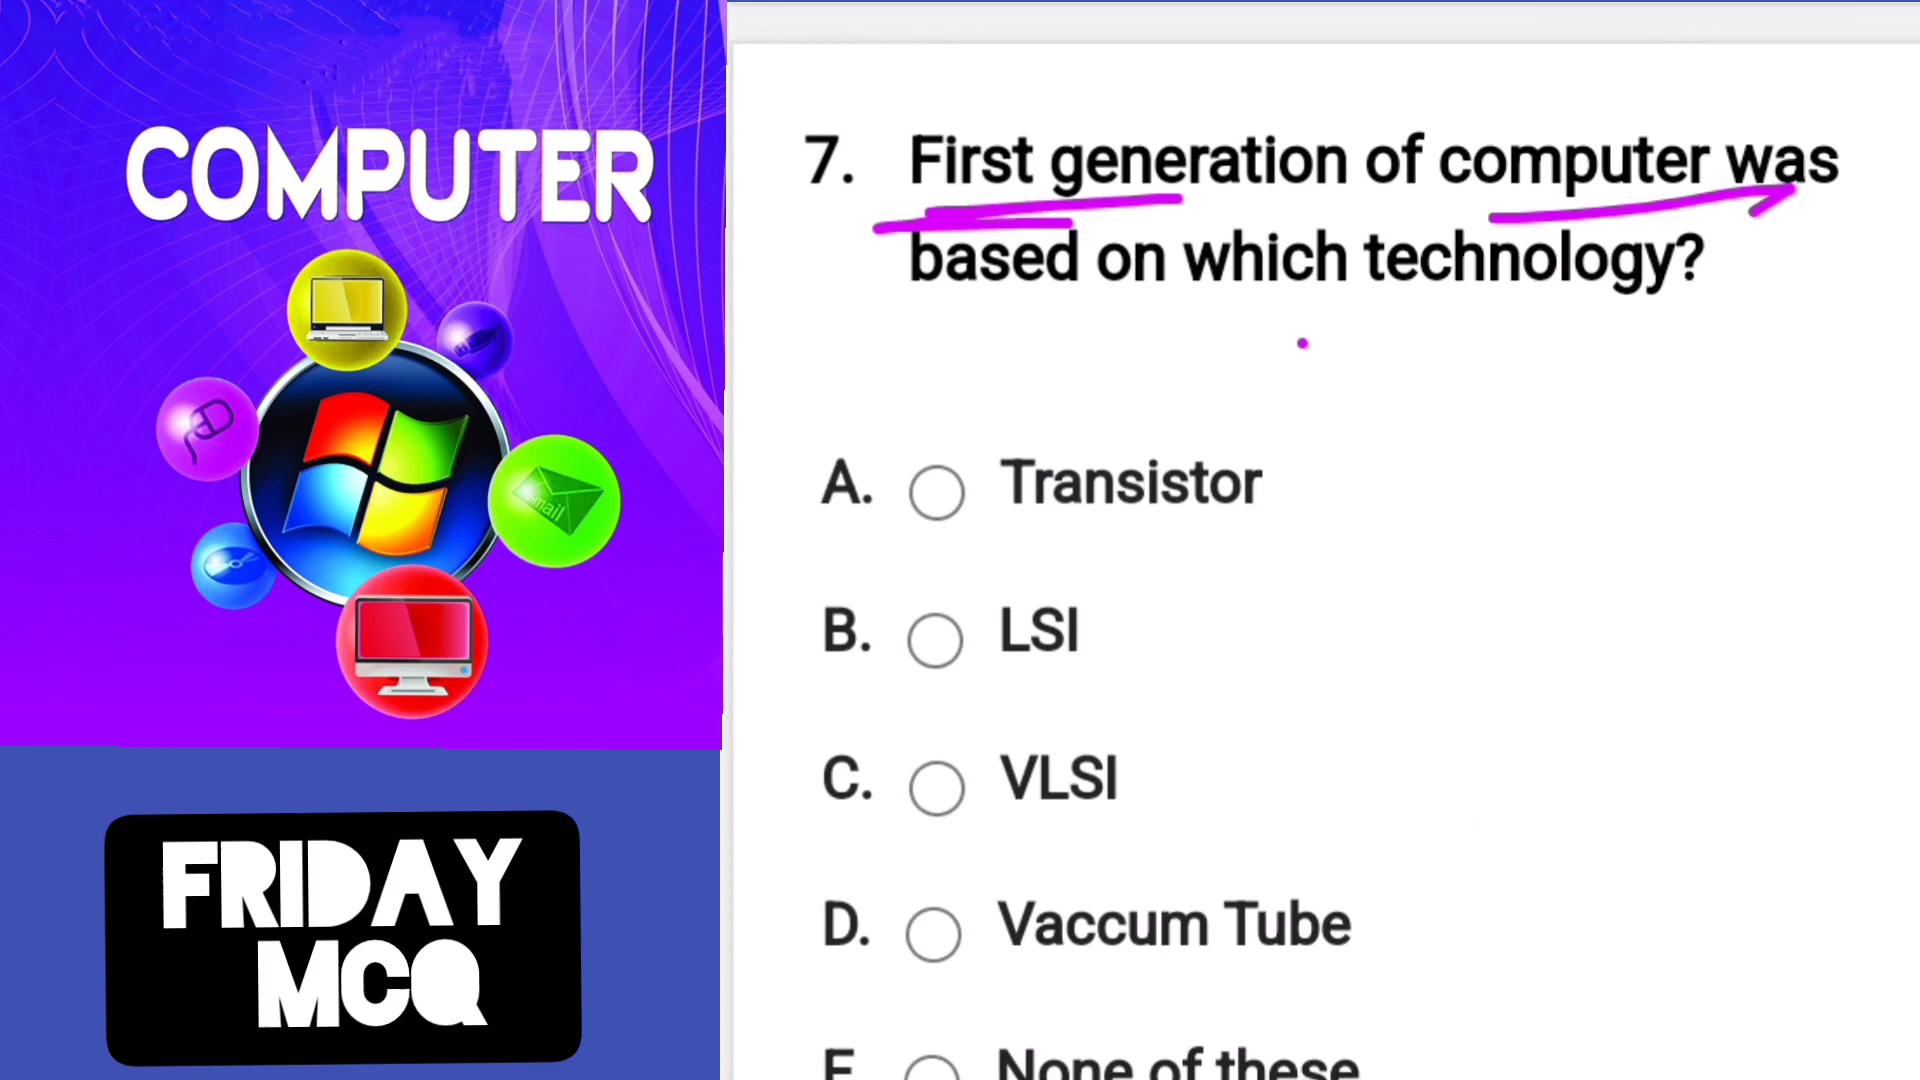 COMPUTER
mail
FRIDAY
MCQ
7. First generation of computer was
based on which technology?
A. Transistor
B. LSI
C. VLSI
D. Vaccum Tube
E None of these